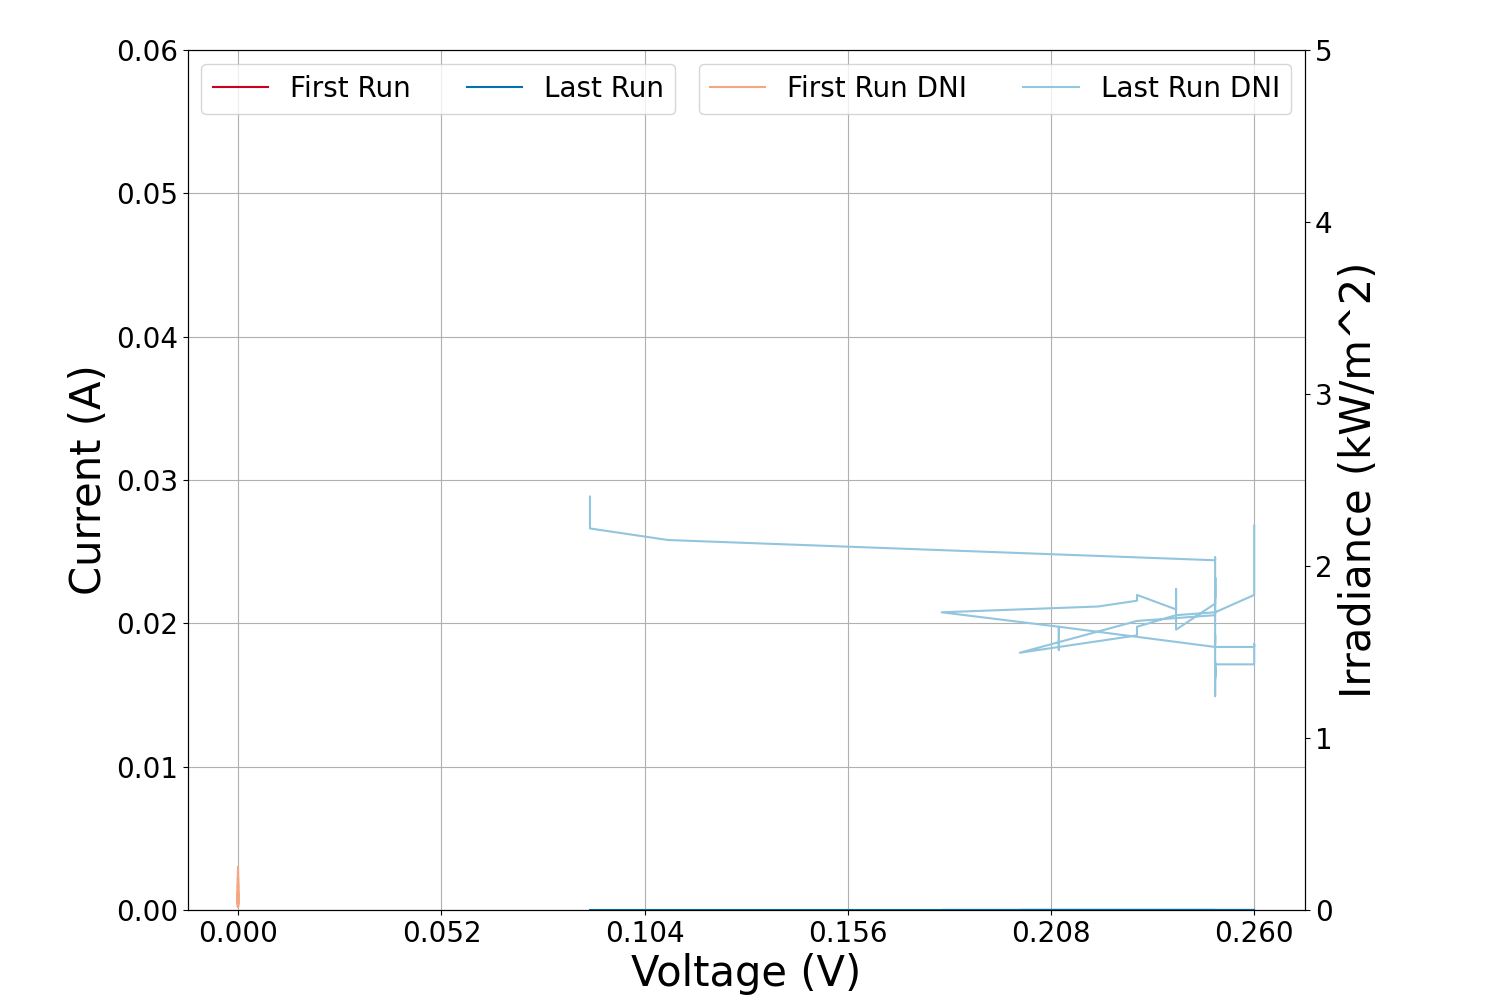 First Run
Last Run
First Run DNI
Last Run DNI
Current (A)
0.06
0.05
0.04
0.03
0.02
0.01
0.00
Irradiance (kW/m^2)
5
4
3
2
1
0
0.000 0.052 0.104 0.156 0.208 0.260
Voltage (V)